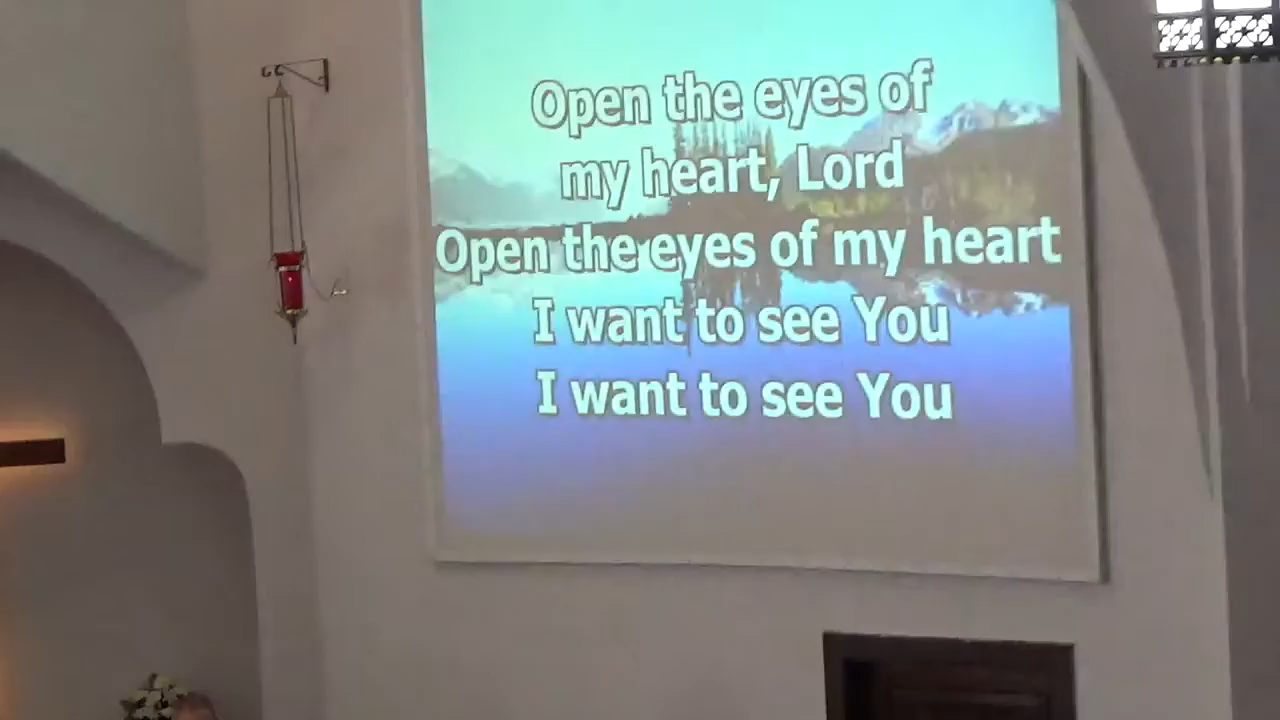 Open the eyes of
my heart, Lord
Open the eyes of my heart
I want to see You
I want to see You